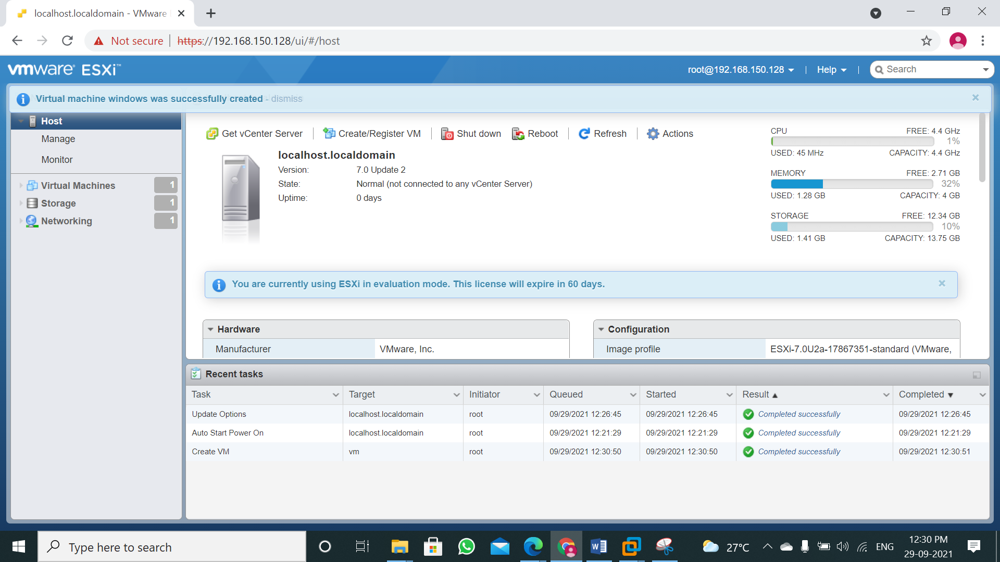 localhost.localdomain - VMware
Not secure https://192.168.150.128/ui/#/host
vmware® ESXi™
root@192.168.150.128
Help
Search
Virtual machine windows was successfully created - dismiss
Host
Manage
Monitor
Virtual Machines 1
Storage 1
Networking 1
Get vCenter Server
Create/Register VM
Shut down
Reboot
Refresh
Actions
localhost.localdomain
Version: 7.0 Update 2
State: Normal (not connected to any vCenter Server)
Uptime: 0 days
CPU FREE: 4.4 GHz
1%
USED: 45 MHz CAPACITY: 4.4 GHz
MEMORY FREE: 2.71 GB
32%
USED: 1.28 GB CAPACITY: 4 GB
STORAGE FREE: 12.34 GB
10%
USED: 1.41 GB CAPACITY: 13.75 GB
You are currently using ESXi in evaluation mode. This license will expire in 60 days.
Hardware
Manufacturer VMware, Inc.
Configuration
Image profile ESXi-7.0U2a-17867351-standard (VMware,
Recent tasks
Task Target Initiator Queued Started Result Completed
Update Options localhost.localdomain root 09/29/2021 12:26:45 09/29/2021 12:26:45 Completed successfully 09/29/2021 12:26:45
Auto Start Power On localhost.localdomain root 09/29/2021 12:21:29 09/29/2021 12:21:29 Completed successfully 09/29/2021 12:21:29
Create VM vm root 09/29/2021 12:30:50 09/29/2021 12:30:50 Completed successfully 09/29/2021 12:30:51
Type here to search
27°C
ENG
12:30 PM
29-09-2021